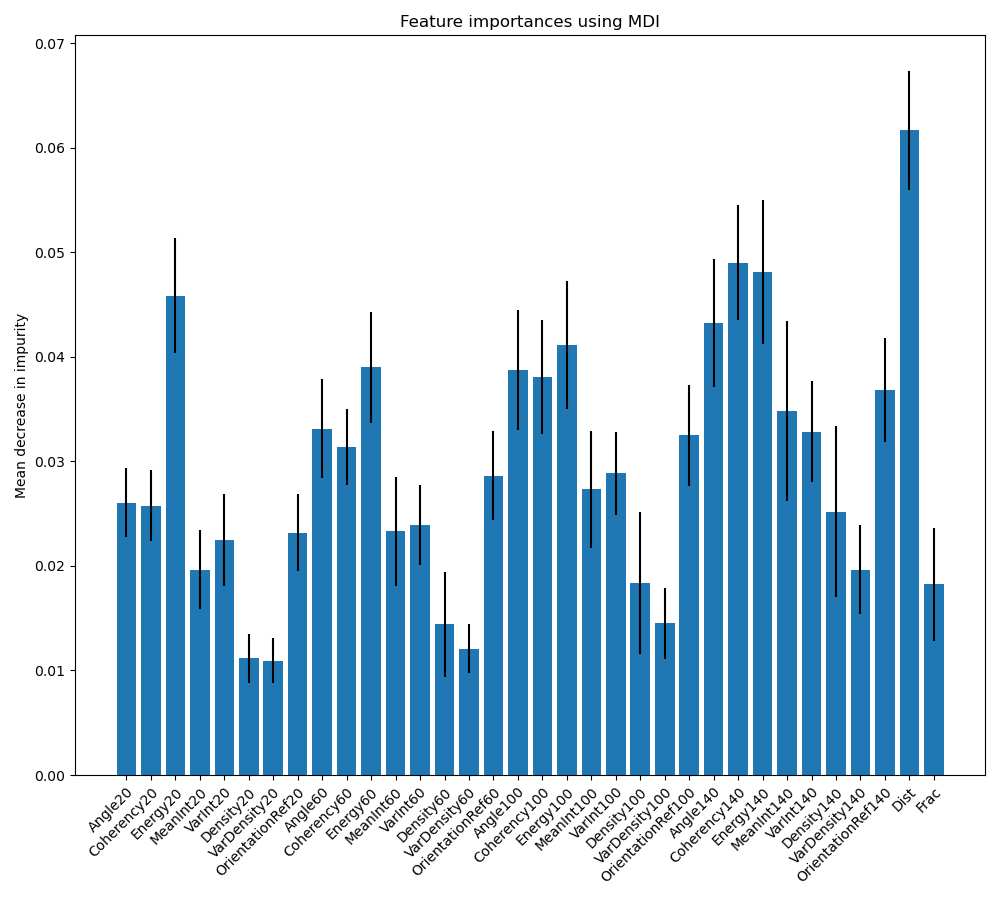 Feature importances using MDI
Mean decrease in impurity
0.07
0.06
0.05
0.04
0.03
0.02
0.01
0.00
Angle20
Coherency20
Energy20
MeanInt20
VarInt20
Density20
VarDensity20
OrientationRef20
Angle60
Coherency60
Energy60
MeanInt60
VarInt60
Density60
VarDensity60
OrientationRef60
Angle100
Coherency100
Energy100
MeanInt100
VarInt100
Density100
VarDensity100
OrientationRef100
Angle140
Coherency140
Energy140
MeanInt140
VarInt140
Density140
VarDensity140
OrientationRef140
Dist
Frac